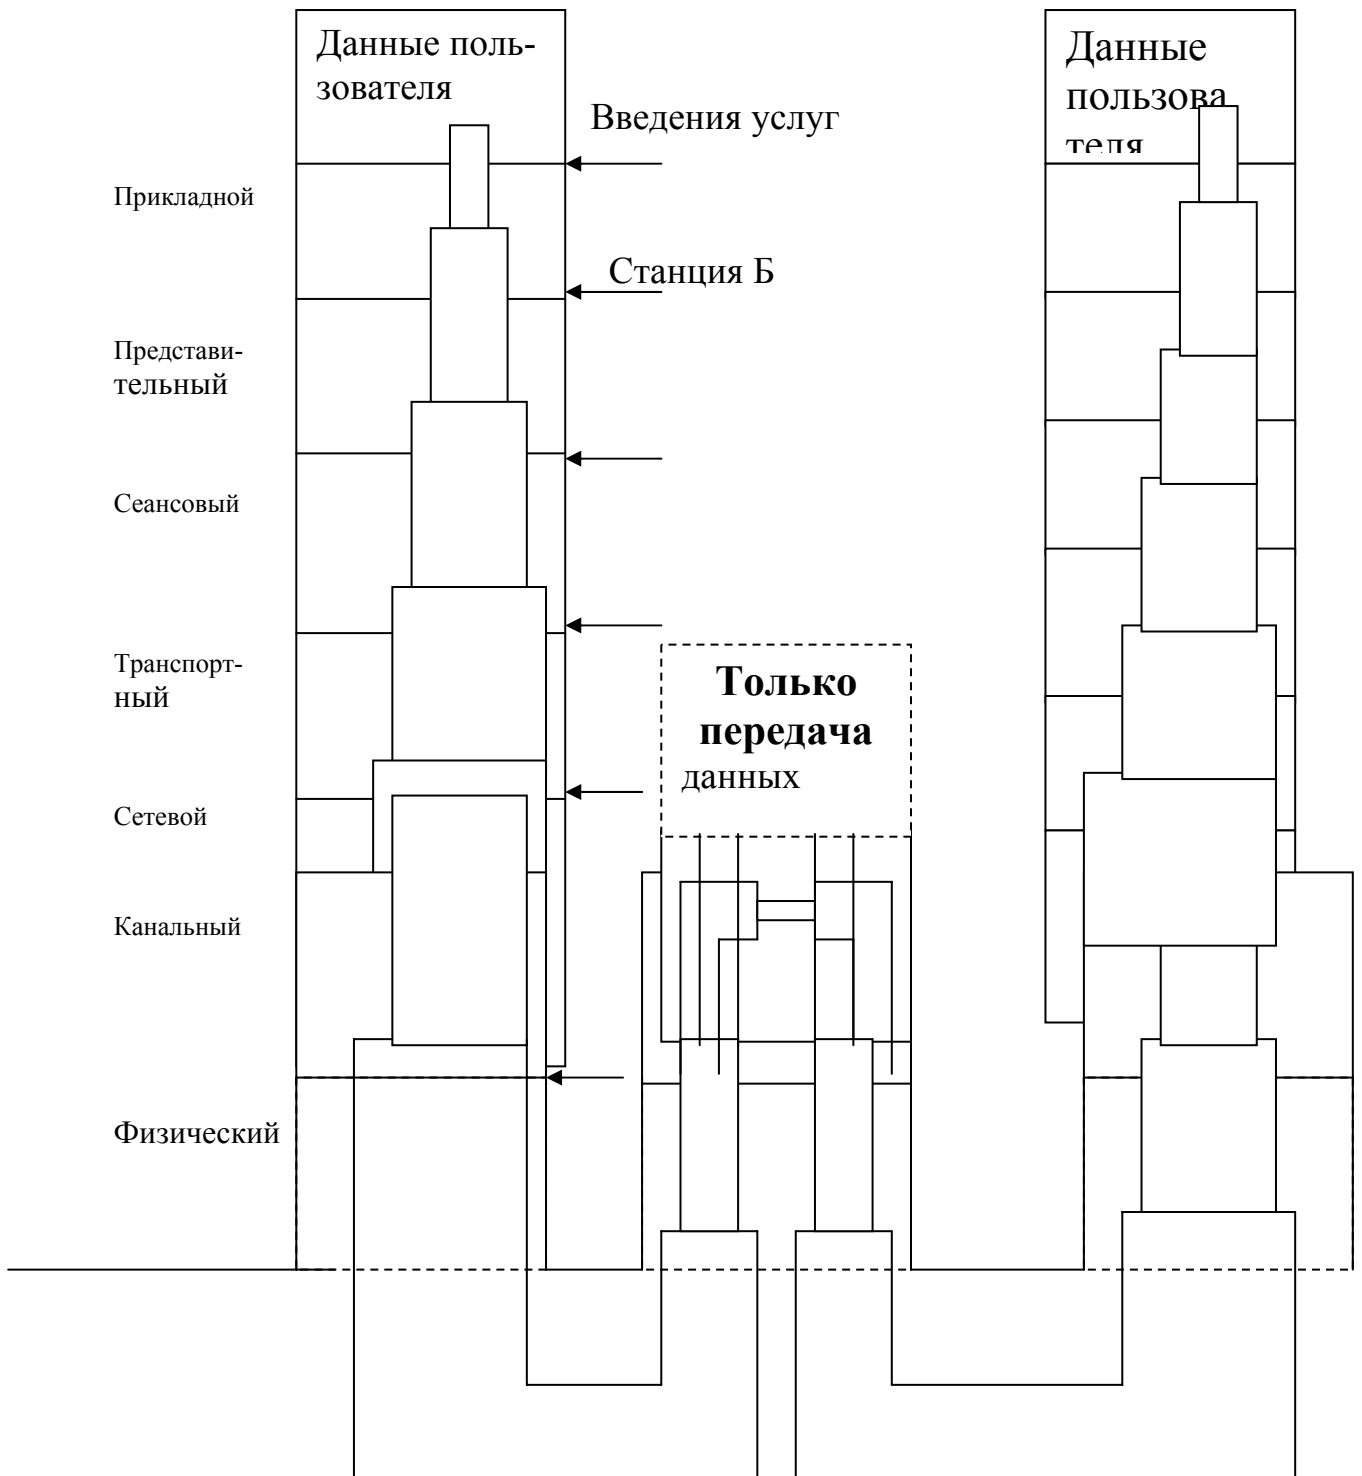 Данные поль-
зователя
Данные
пользова
теля
Введения услуг
Прикладной
Станция Б
Представи-
тельный
Сеансовый
Транспорт-
ный
Только
передача
данных
Сетевой
Канальный
Физический